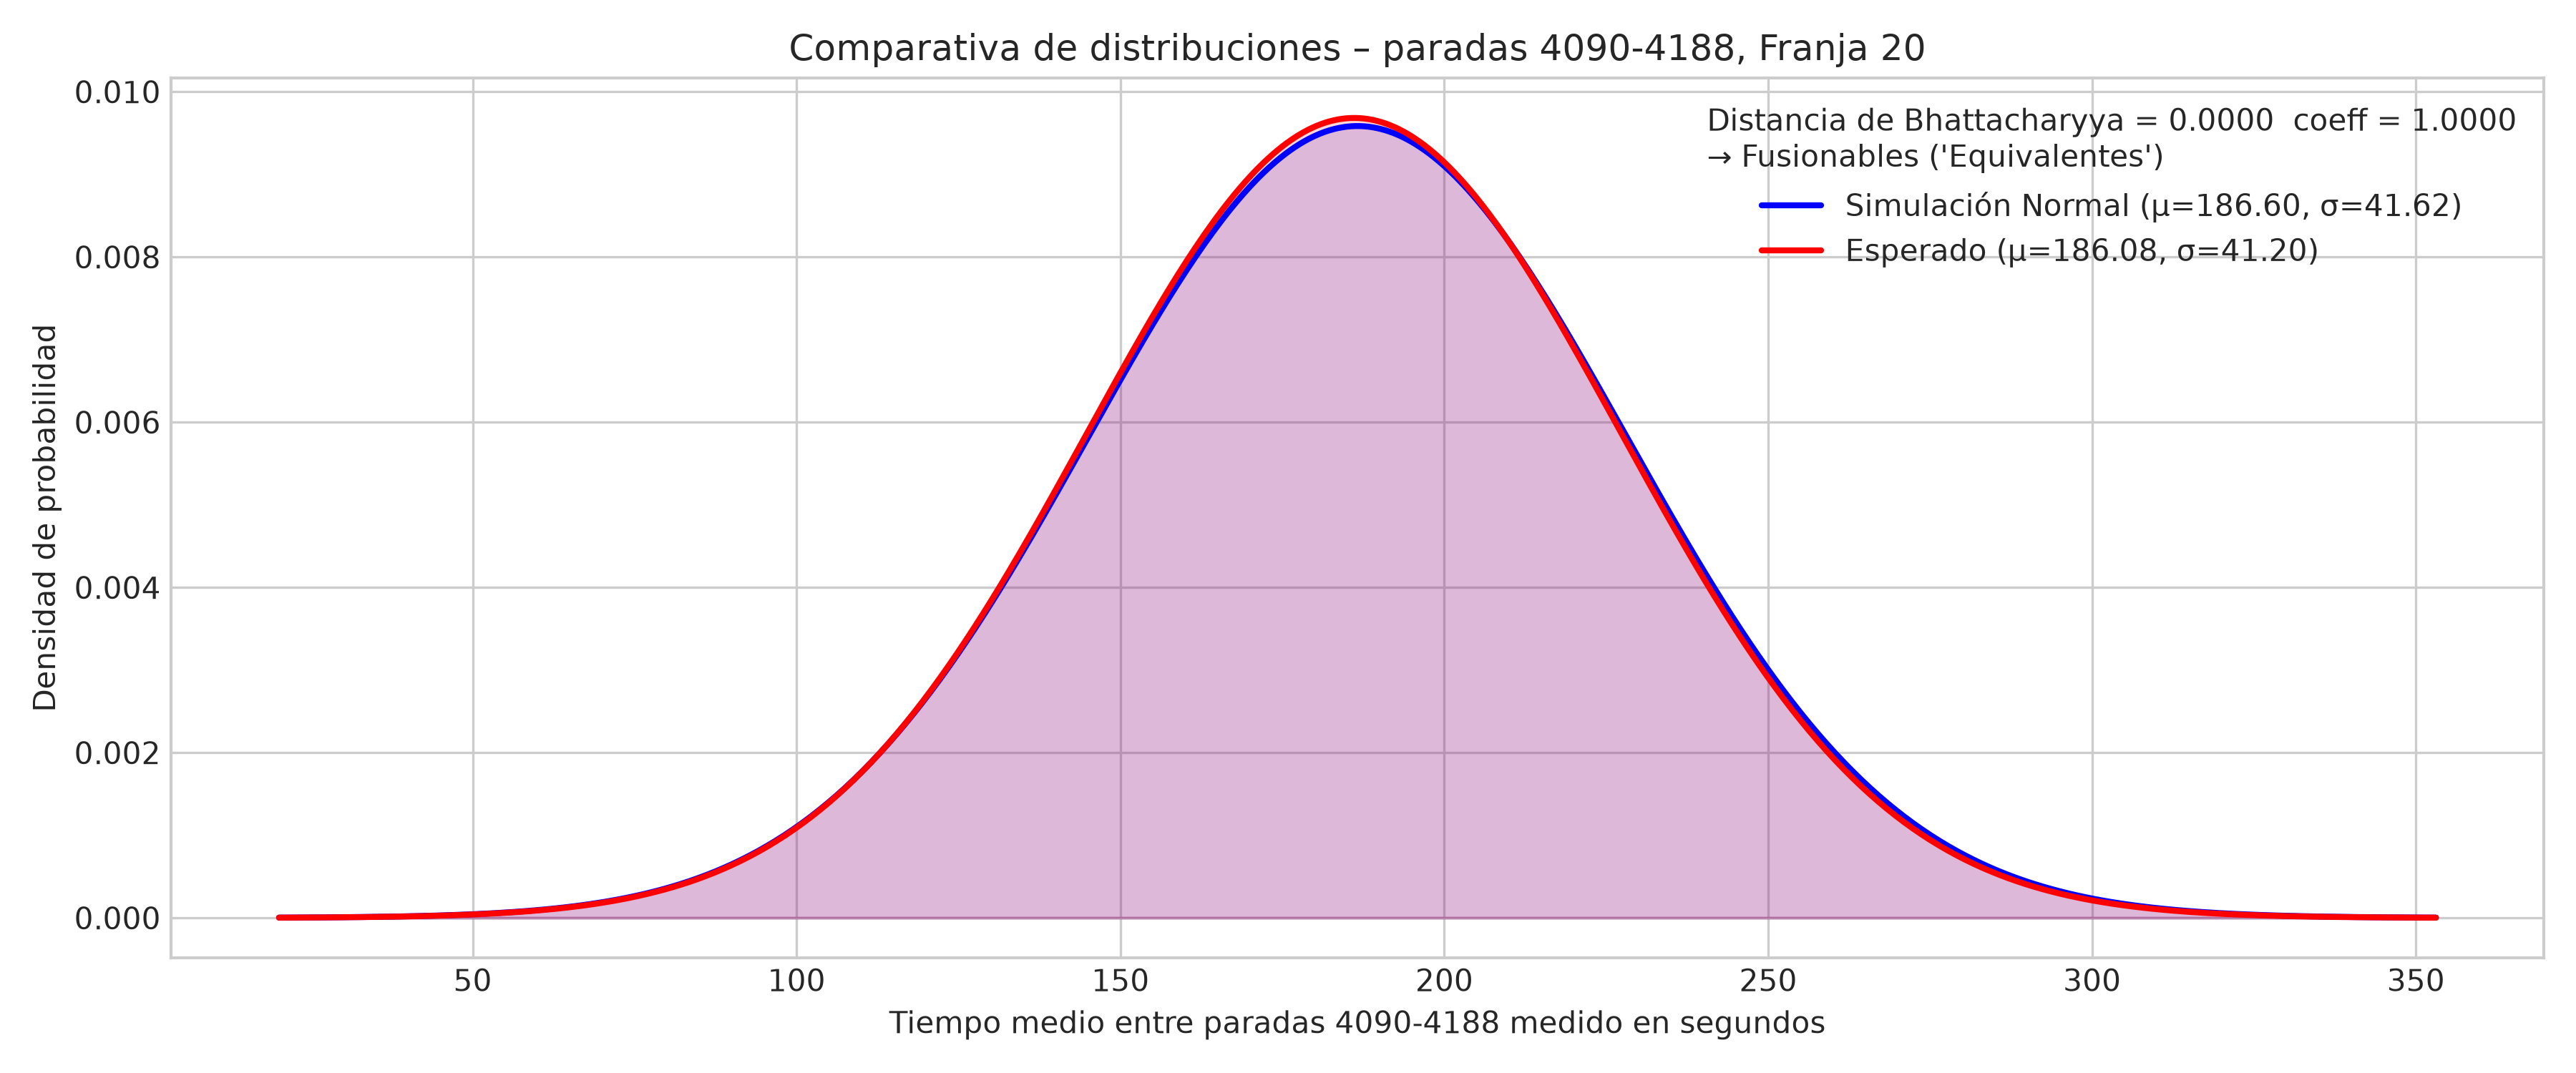 Comparativa de distribuciones – paradas 4090-4188, Franja 20
Distancia de Bhattacharyya = 0.0000  coeff = 1.0000
→ Fusionables ('Equivalentes')
Simulación Normal (μ=186.60, σ=41.62)
Esperado (μ=186.08, σ=41.20)
Densidad de probabilidad
0.010
0.008
0.006
0.004
0.002
0.000
50 100 150 200 250 300 350
Tiempo medio entre paradas 4090-4188 medido en segundos